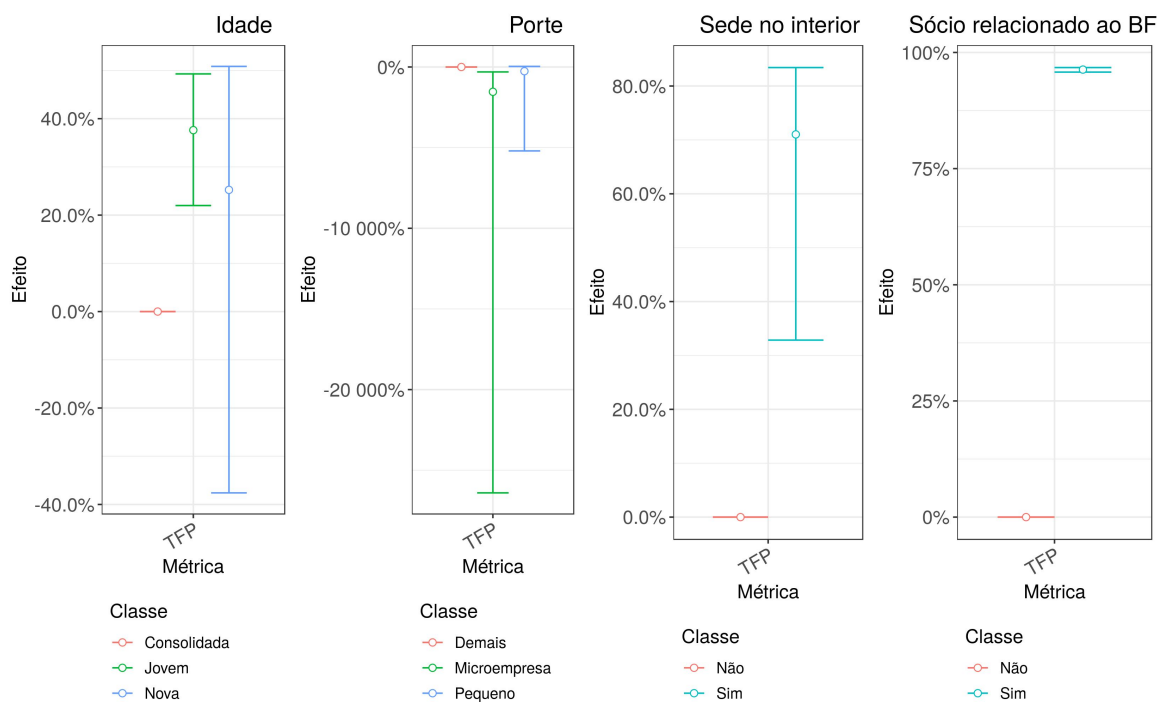 Idade
Efeito
40.0%
20.0%
0.0%
-20.0%
-40.0%
TFP
Métrica
Classe
Consolidada
Jovem
Nova
Porte
Efeito
0%
-10 000%
-20 000%
TFP
Métrica
Classe
Demais
Microempresa
Pequeno
Sede no interior
Efeito
80.0%
60.0%
40.0%
20.0%
0.0%
TFP
Métrica
Classe
Não
Sim
Sócio relacionado ao BF
Efeito
100%
75%
50%
25%
0%
TFP
Métrica
Classe
Não
Sim